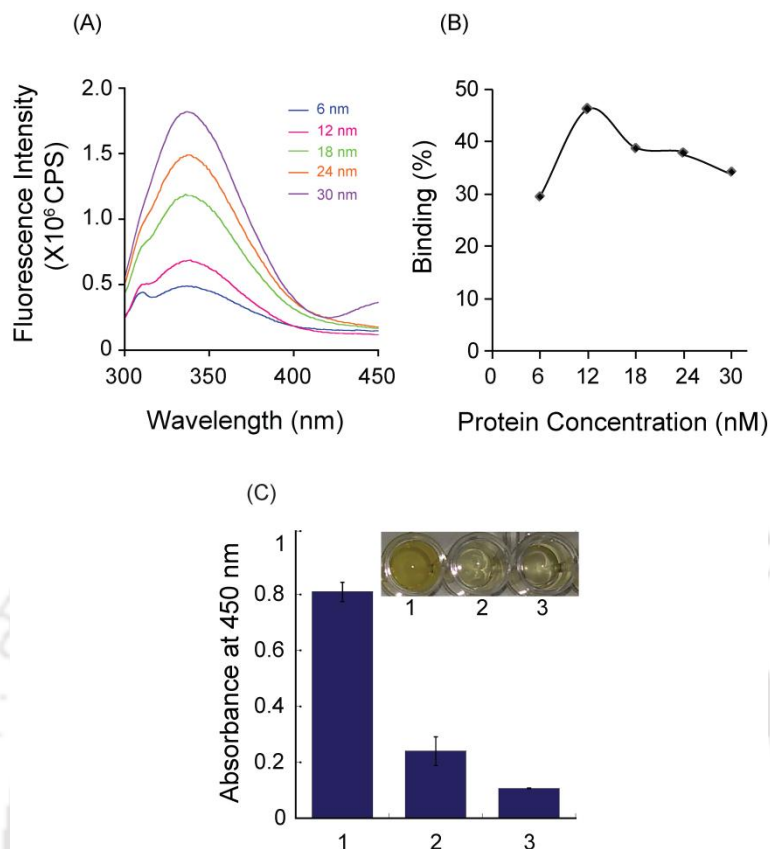 (A)
Fluorescence Intensity
(X10⁶ CPS)
2.0
1.5
1.0
0.5
0
300
350
400
450
Wavelength (nm)
6 nm
12 nm
18 nm
24 nm
30 nm
(B)
Binding (%)
50
40
30
20
10
0
0
6
12
18
24
30
Protein Concentration (nM)
(C)
Absorbance at 450 nm
1
0.8
0.6
0.4
0.2
0
1
2
3
1
2
3